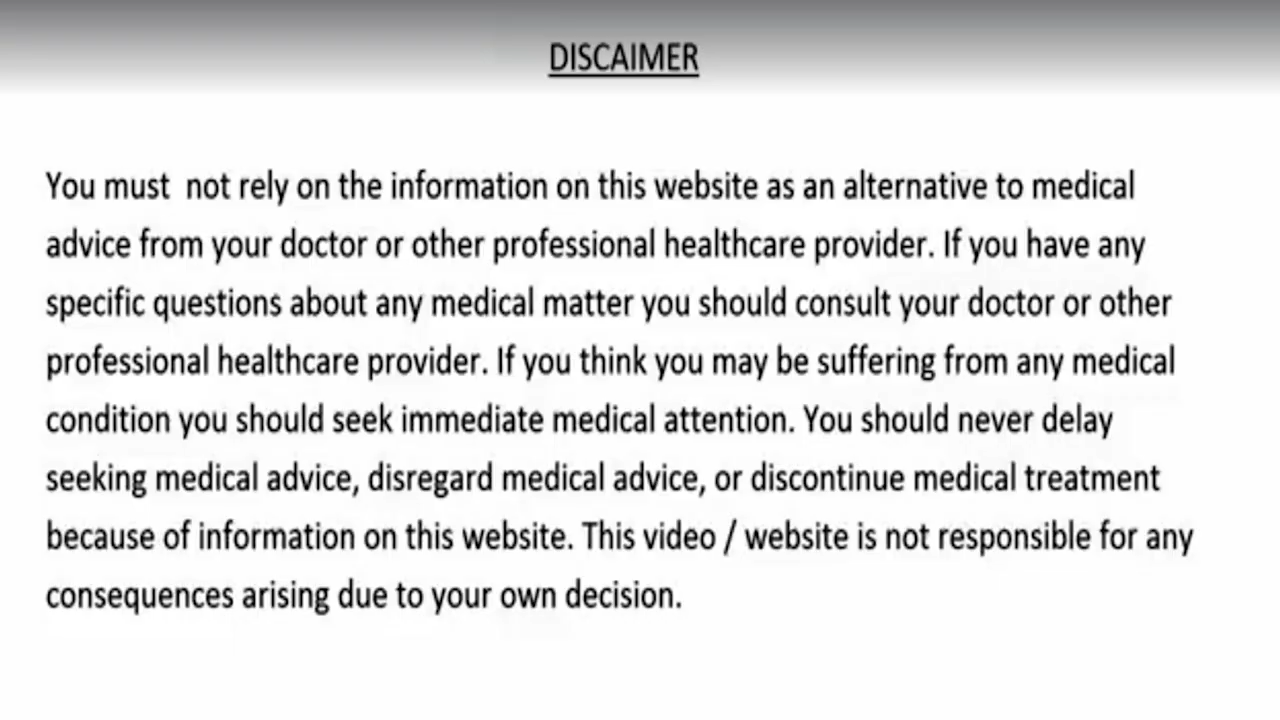 DISCAIMER
You must  not rely on the information on this website as an alternative to medical
advice from your doctor or other professional healthcare provider. If you have any
specific questions about any medical matter you should consult your doctor or other
professional healthcare provider. If you think you may be suffering from any medical
condition you should seek immediate medical attention. You should never delay
seeking medical advice, disregard medical advice, or discontinue medical treatment
because of information on this website. This video / website is not responsible for any
consequences arising due to your own decision.